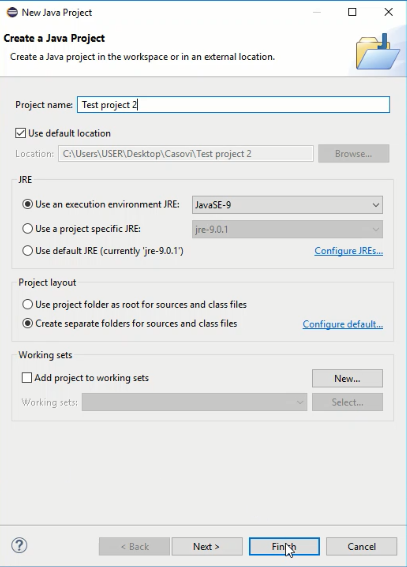 New Java Project
Create a Java Project
Create a Java project in the workspace or in an external location.
Project name: Test project 2
Use default location
Location: C:\Users\USER\Desktop\Casovi\Test project 2 Browse...
JRE
Use an execution environment JRE: JavaSE-9
Use a project specific JRE: jre-9.0.1
Use default JRE (currently 'jre-9.0.1') Configure JREs...
Project layout
Use project folder as root for sources and class files
Create separate folders for sources and class files Configure default...
Working sets
Add project to working sets New...
Working sets: Select...
? < Back Next > Finish Cancel